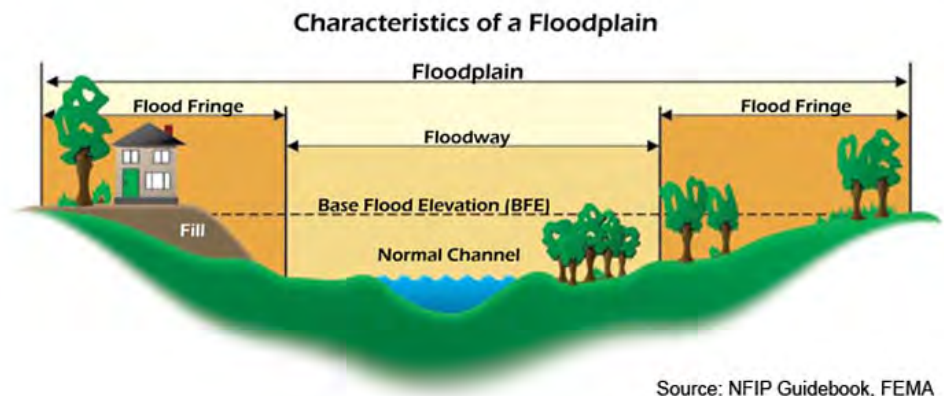 Characteristics of a Floodplain
Floodplain
Flood Fringe
Flood Fringe
Floodway
Base Flood Elevation (BFE)
Fill
Normal Channel
Source: NFIP Guidebook, FEMA